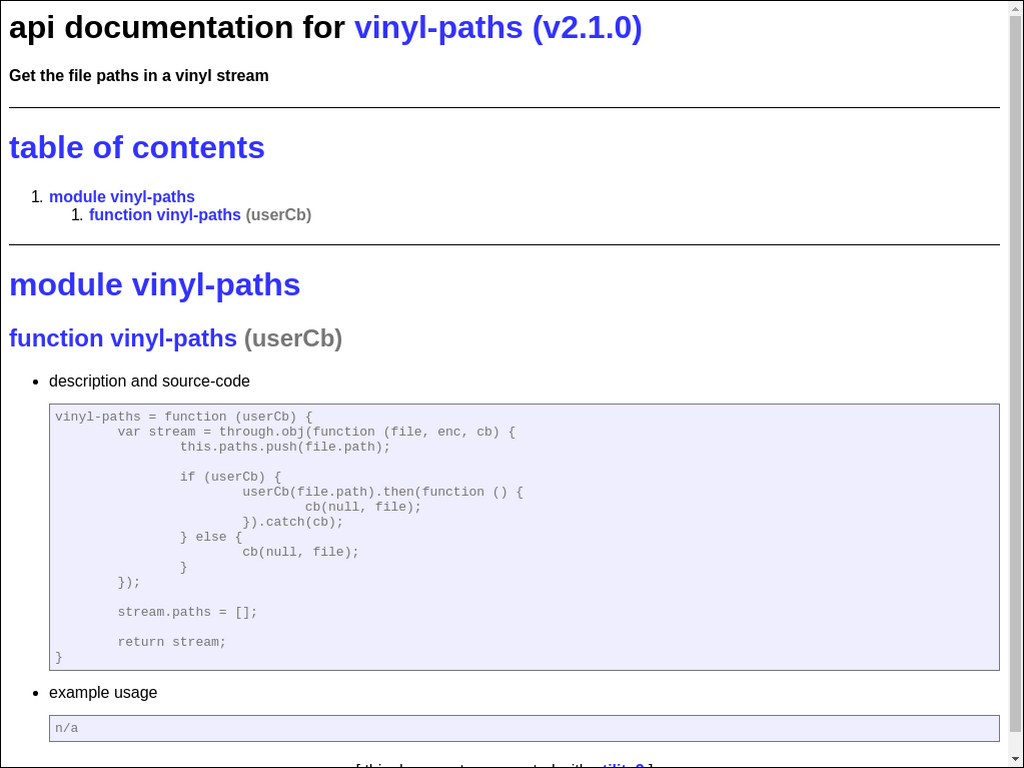 api documentation for vinyl-paths (v2.1.0)
Get the file paths in a vinyl stream
table of contents
1. module vinyl-paths
1. function vinyl-paths (userCb)
module vinyl-paths
function vinyl-paths (userCb)
• description and source-code
vinyl-paths = function (userCb) {
        var stream = through.obj(function (file, enc, cb) {
                this.paths.push(file.path);
                if (userCb) {
                        userCb(file.path).then(function () {
                                cb(null, file);
                        }).catch(cb);
                } else {
                        cb(null, file);
                }
        });
        stream.paths = [];
        return stream;
}
• example usage
n/a